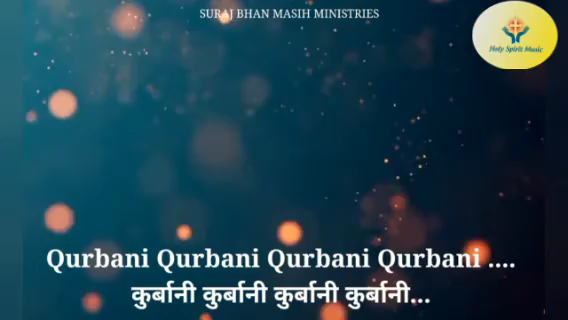 SURAJ BHAN MASIH MINISTRIES
Holy Spirit Music
Qurbani Qurbani Qurbani Qurbani ....
कुर्बानी कुर्बानी कुर्बानी कुर्बानी...